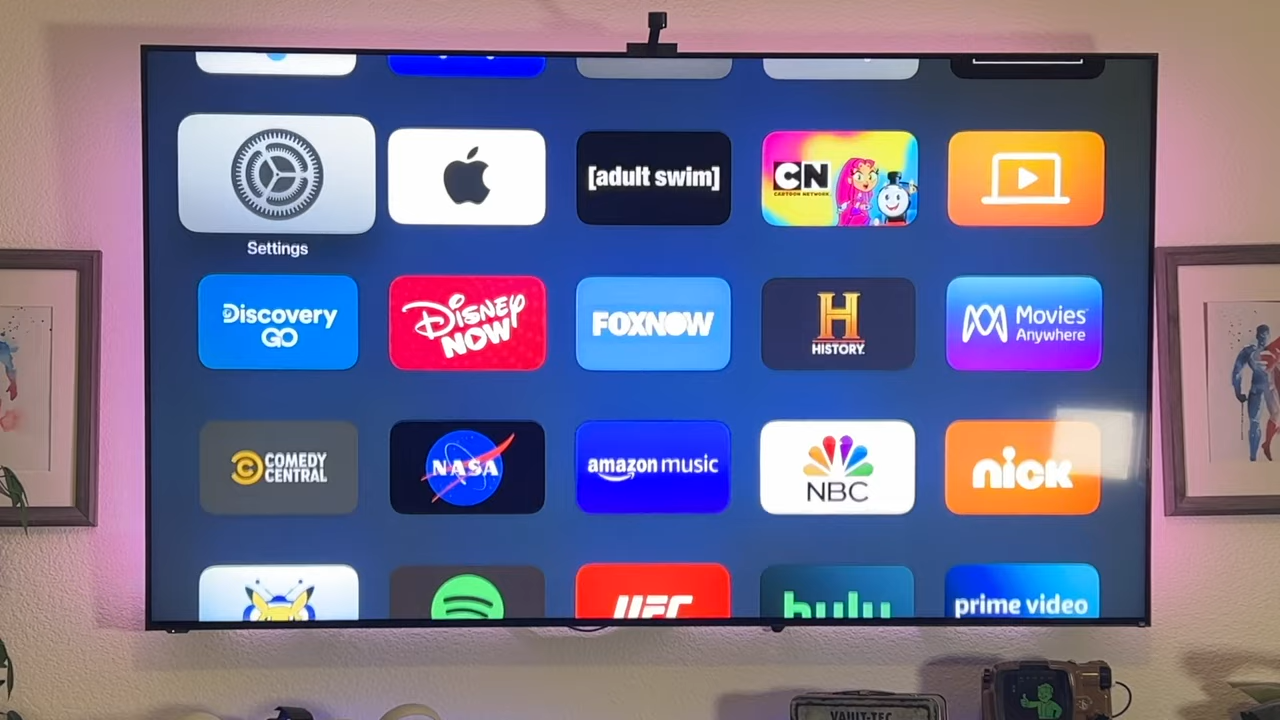 [adult swim]
CN
CARTOON NETWORK
Settings
Discovery
GO
Disney
NOW
FOXNOW
H
HISTORY
Movies
Anywhere
COMEDY
CENTRAL
NASA
amazon music
NBC
nick
UFC
hulu
prime video
VAULT-TEC